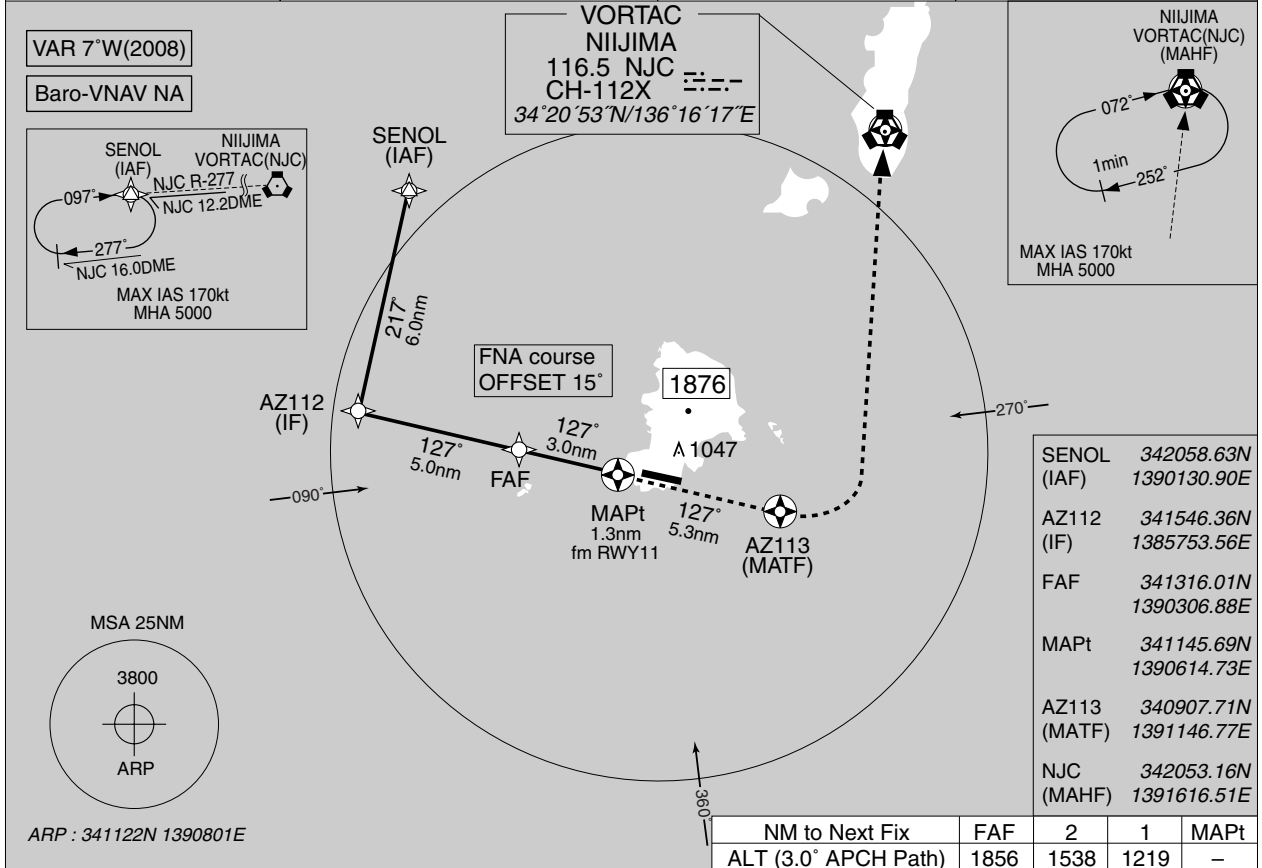 VAR 7°W(2008)
Baro-VNAV NA
SENOL
(IAF)
NIIJIMA
VORTAC(NJC)
097°
NJC R-277
NJC 12.2DME
277°
NJC 16.0DME
MAX IAS 170kt
MHA 5000
VORTAC
NIIJIMA
116.5 NJC
CH-112X
34°20´53˝N/136°16´17˝E
NIIJIMA
VORTAC(NJC)
(MAHF)
072°
1min
252°
MAX IAS 170kt
MHA 5000
SENOL
(IAF)
217°
6.0nm
AZ112
(IF)
127°
5.0nm
FNA course
OFFSET 15°
FAF
127°
3.0nm
1876
1047
MAPt
1.3nm
fm RWY11
127°
5.3nm
AZ113
(MATF)
090°
270°
360°
MSA 25NM
3800
ARP
ARP : 341122N 1390801E
SENOL 342058.63N
(IAF) 1390130.90E
AZ112 341546.36N
(IF) 1385753.56E
FAF 341316.01N
1390306.88E
MAPt 341145.69N
1390614.73E
AZ113 340907.71N
(MATF) 1391146.77E
NJC 342053.16N
(MAHF) 1391616.51E
NM to Next Fix FAF 2 1 MAPt
ALT (3.0° APCH Path) 1856 1538 1219 –